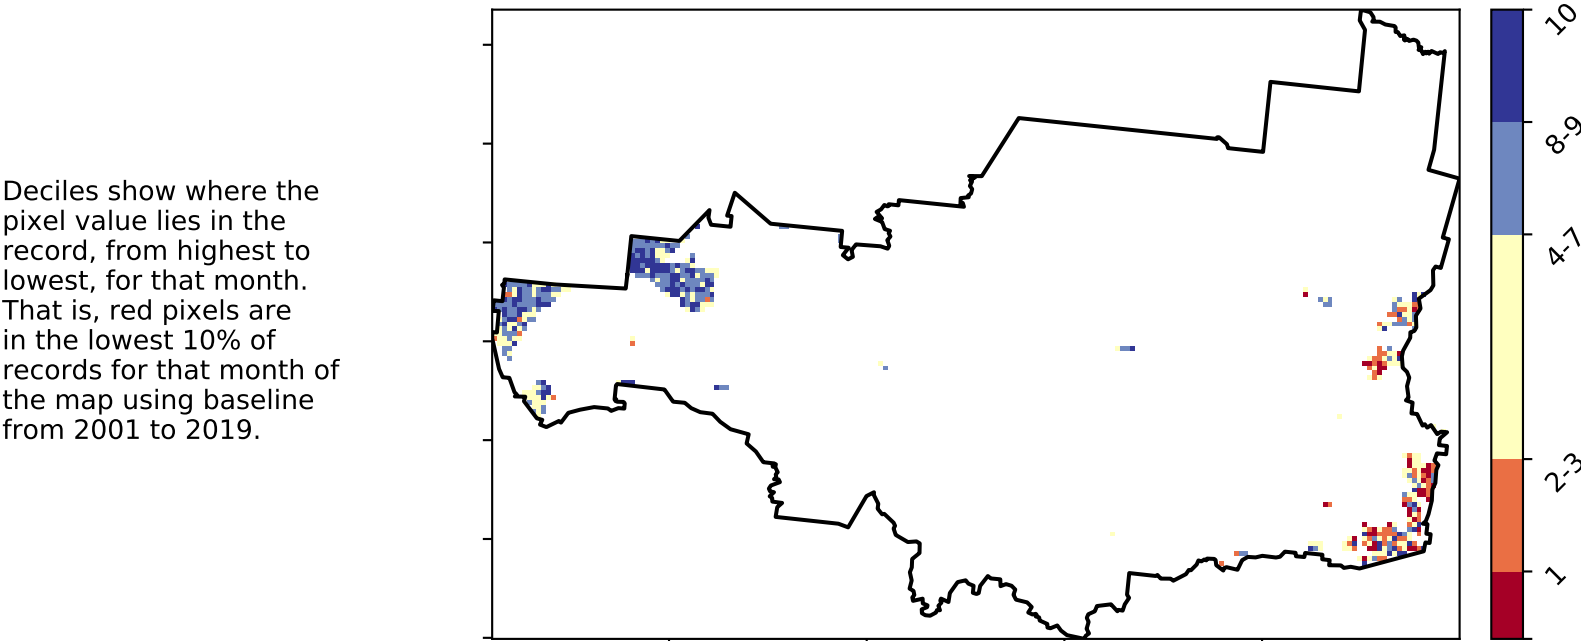 Deciles show where the
pixel value lies in the
record, from highest to
lowest, for that month.
That is, red pixels are
in the lowest 10% of
records for that month of
the map using baseline
from 2001 to 2019.
10
8-9
4-7
2-3
1